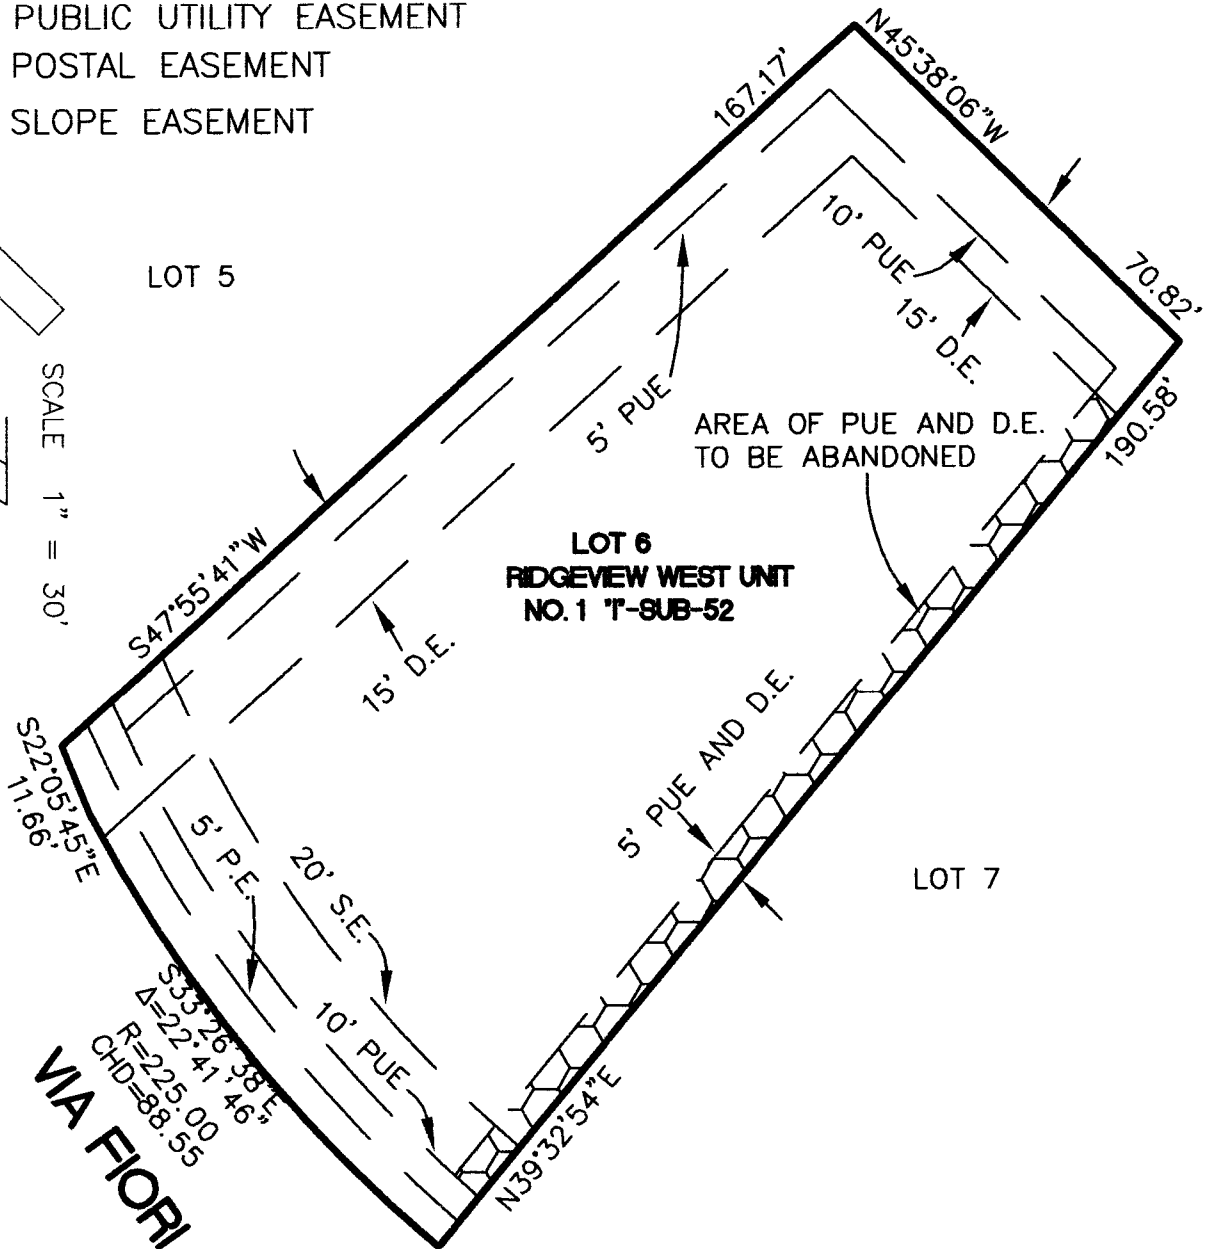 PUBLIC UTILITY EASEMENT
POSTAL EASEMENT
SLOPE EASEMENT
167.17'
N45°38'06"W
LOT 5
10' PUE
15' D.E.
70.82'
190.58'
SCALE 1" = 30'
5' PUE
AREA OF PUE AND D.E.
TO BE ABANDONED
S47°55'41"W
LOT 6
RIDGEVIEW WEST UNIT
NO. 1 "I"-SUB-52
15' D.E.
5' PUE AND D.E.
LOT 7
S22°05'45"E
11.66'
5' P.E.
20' S.E.
10' PUE
S33°26'38"E
Δ=22°41'46"
R=225.00
CHD=88.55
N39°32'54"E
VIA FIORI